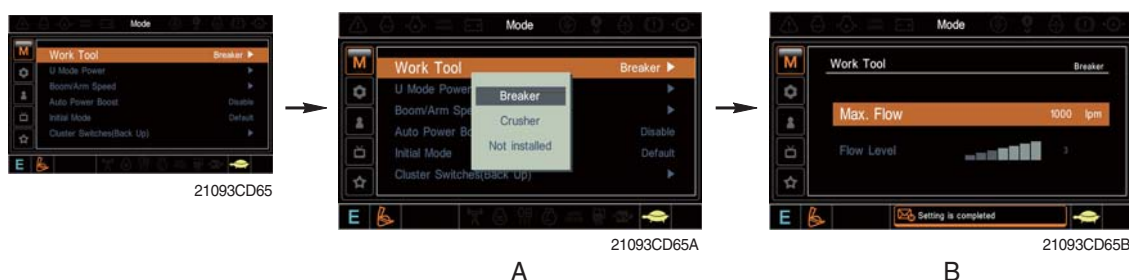 Mode
M
Work Tool Breaker ▶
U Mode Power ▶
Boom/Arm Speed ▶
Auto Power Boost Disable
Initial Mode Default
Cluster Switches(Back Up) ▶
E
21093CD65
Mode
M
Work Tool Breaker ▶
U Mode Power ▶
Boom/Arm Spe ▶
Auto Power Bo Disable
Initial Mode Default
Cluster Switches(Back Up) ▶
Breaker
Crusher
Not installed
E
21093CD65A
A
Mode
M
Work Tool Breaker
Max. Flow 1000 lpm
Flow Level 3
E
Setting is completed
21093CD65B
B